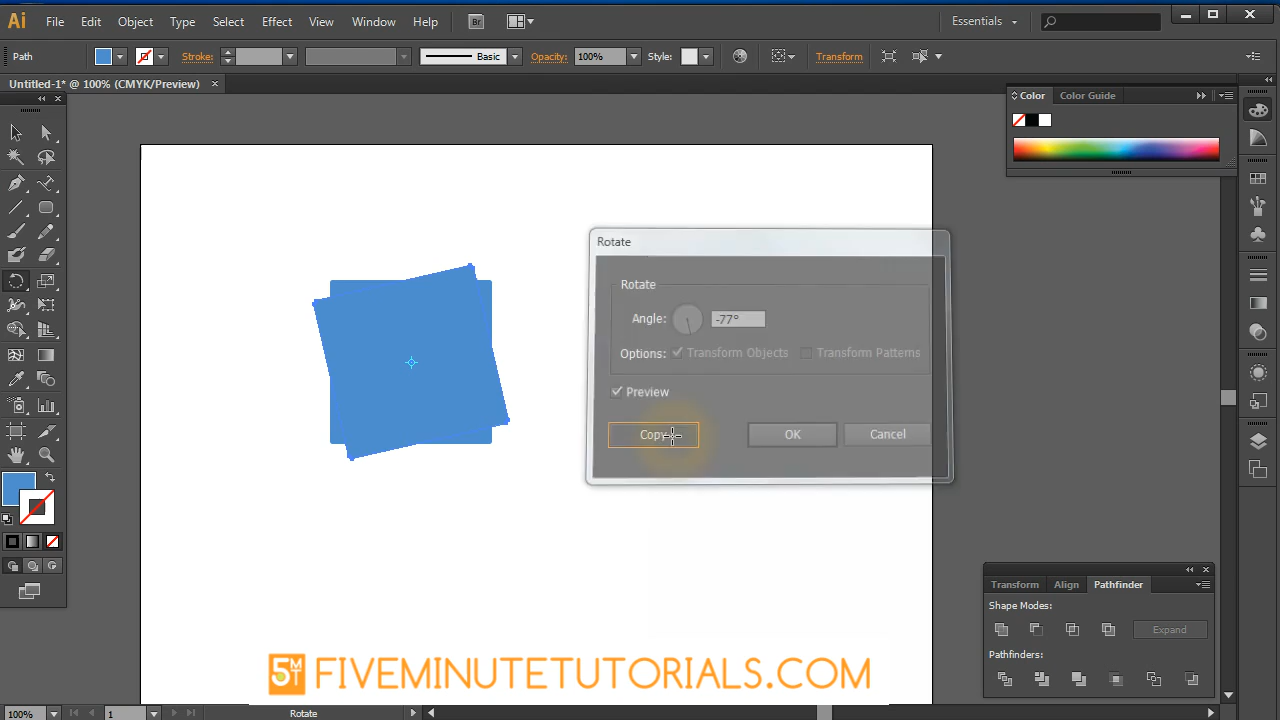 Ai File Edit Object Type Select Effect View Window Help Br Essentials
Path Stroke: Basic Opacity: 100% Style: Transform
Untitled-1* @ 100% (CMYK/Preview)
Color Color Guide
Rotate
Rotate
Angle: -77°
Options: Transform Objects Transform Patterns
Preview
Copy OK Cancel
Transform Align Pathfinder
Shape Modes:
Expand
Pathfinders:
5MT FIVEMINUTETUTORIALS.COM
100% 1 Rotate